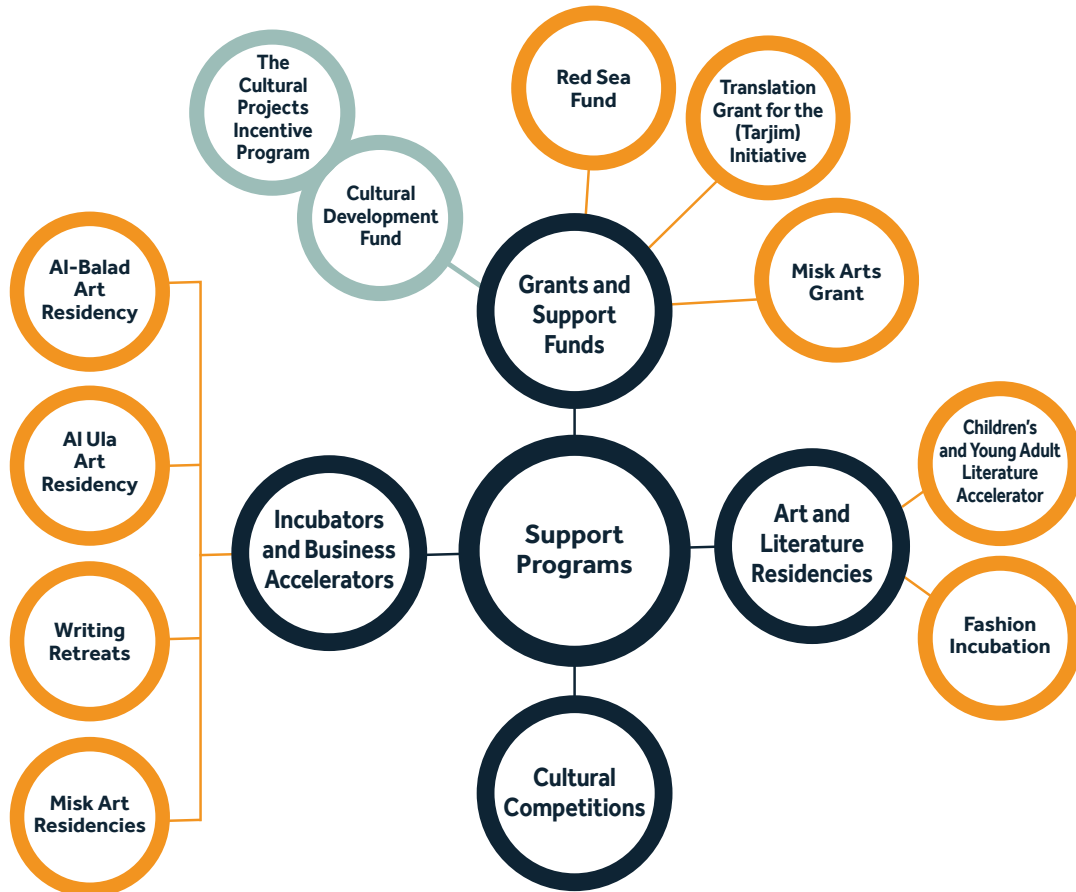 The
Cultural
Projects
Incentive
Program
Cultural
Development
Fund
Red Sea
Fund
Translation
Grant for the
(Tarjim)
Initiative
Misk Arts
Grant
Grants and
Support
Funds
Al-Balad
Art
Residency
Al Ula
Art
Residency
Writing
Retreats
Misk Art
Residencies
Incubators
and Business
Accelerators
Support
Programs
Art and
Literature
Residencies
Children's
and Young Adult
Literature
Accelerator
Fashion
Incubation
Cultural
Competitions